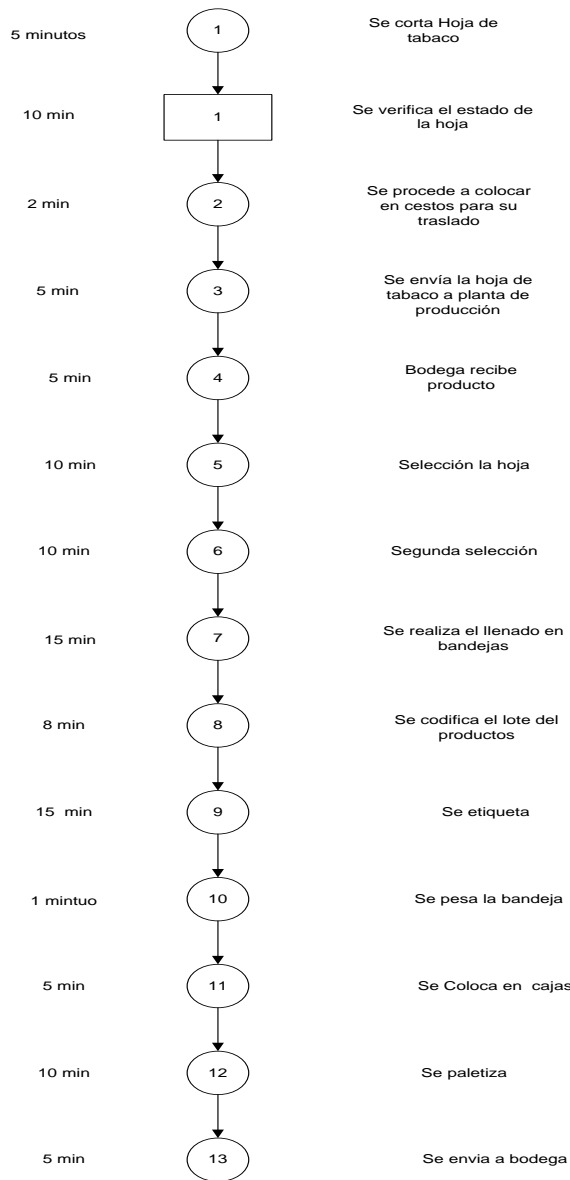 5 minutos
1
Se corta Hoja de
tabaco
10 min
1
Se verifica el estado de
la hoja
2 min
2
Se procede a colocar
en cestos para su
traslado
5 min
3
Se envía la hoja de
tabaco a planta de
producción
5 min
4
Bodega recibe
producto
10 min
5
Selección la hoja
10 min
6
Segunda selección
15 min
7
Se realiza el llenado en
bandejas
8 min
8
Se codifica el lote del
productos
15 min
9
Se etiqueta
1 mintuo
10
Se pesa la bandeja
5 min
11
Se Coloca en cajas
10 min
12
Se paletiza
5 min
13
Se envia a bodega